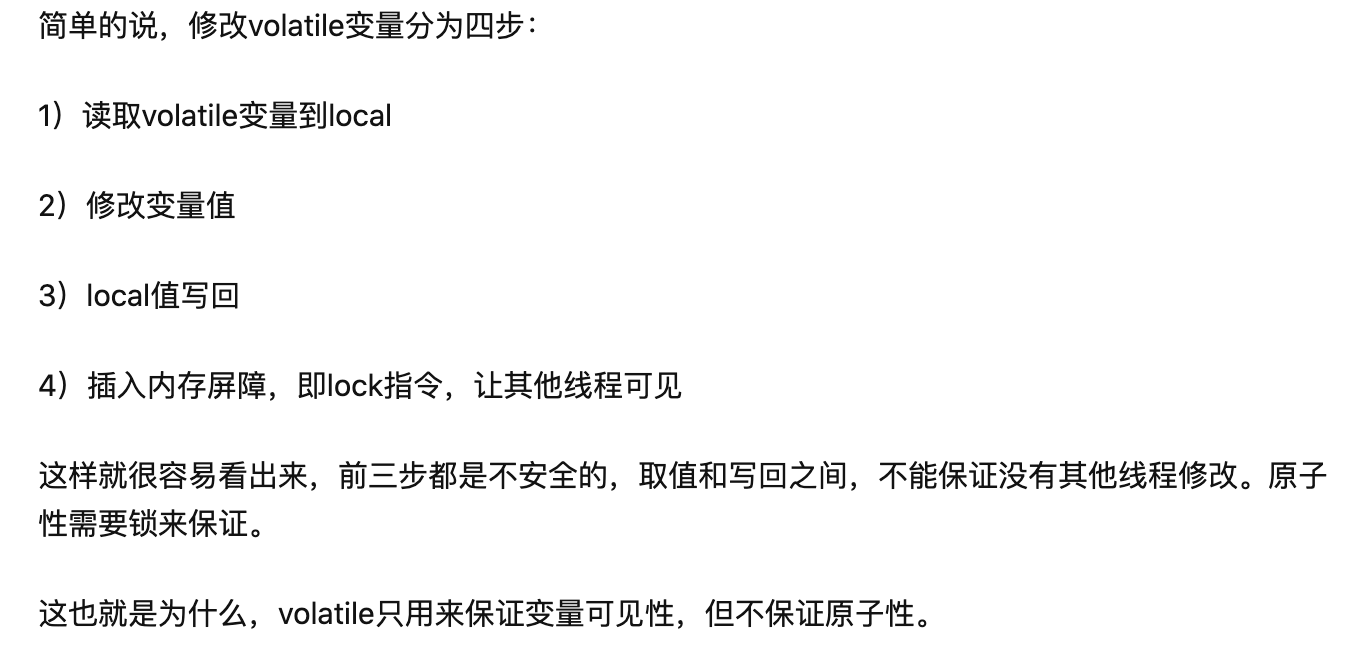 简单的说，修改volatile变量分为四步：
1）读取volatile变量到local
2）修改变量值
3）local值写回
4）插入内存屏障，即lock指令，让其他线程可见
这样就很容易看出来，前三步都是不安全的，取值和写回之间，不能保证没有其他线程修改。原子
性需要锁来保证。
这也就是为什么，volatile只用来保证变量可见性，但不保证原子性。